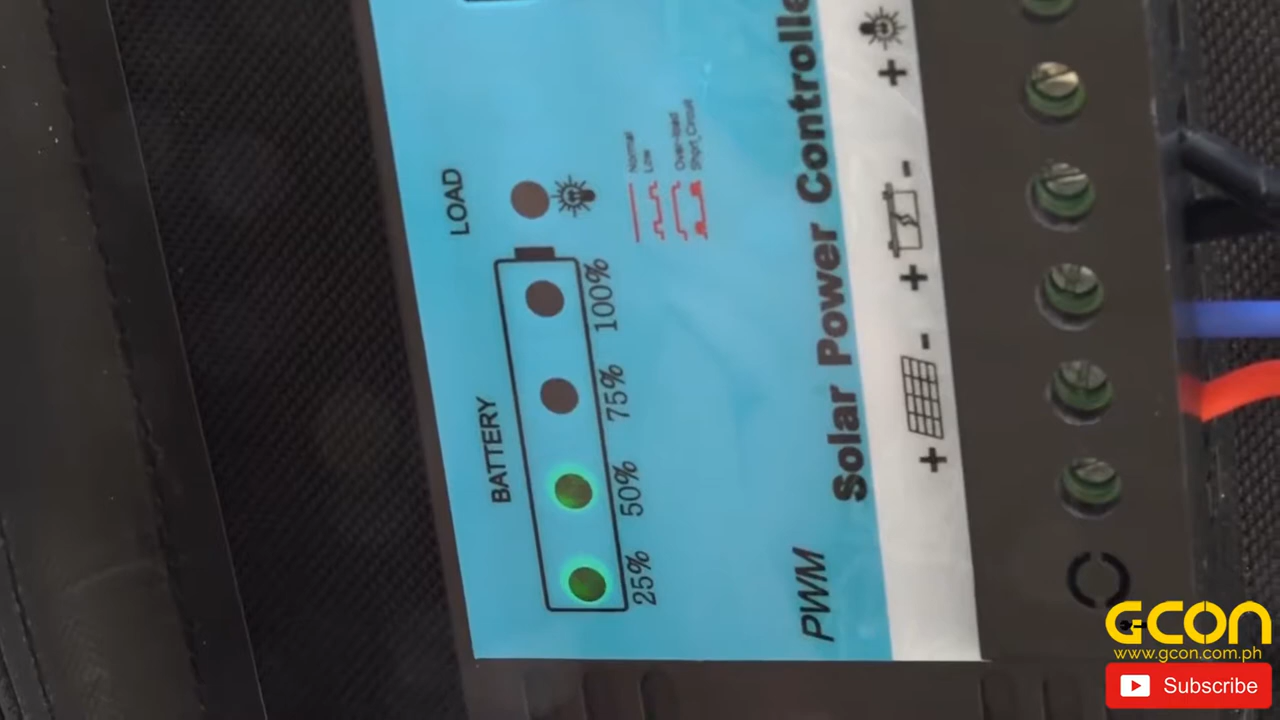 LOAD
BATTERY
25% 50% 75% 100%
Normal
Low
Over-load
Short Circuit
PWM Solar Power Controlle
+ - + - +
GCON
www.gcon.com.ph
Subscribe